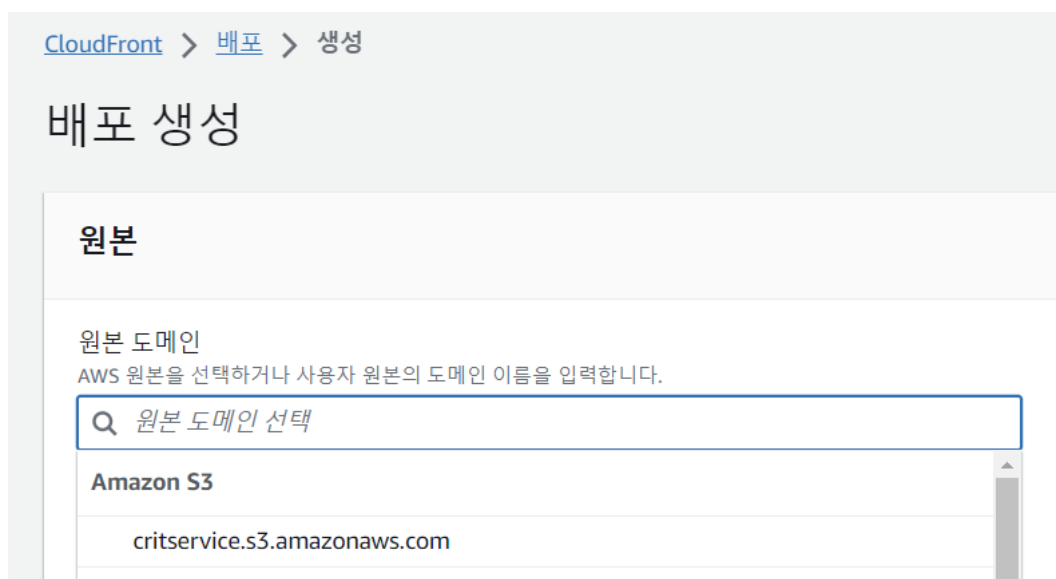 CloudFront > 배포 > 생성
배포 생성
원본
원본 도메인
AWS 원본을 선택하거나 사용자 원본의 도메인 이름을 입력합니다.
원본 도메인 선택
Amazon S3
critservice.s3.amazonaws.com